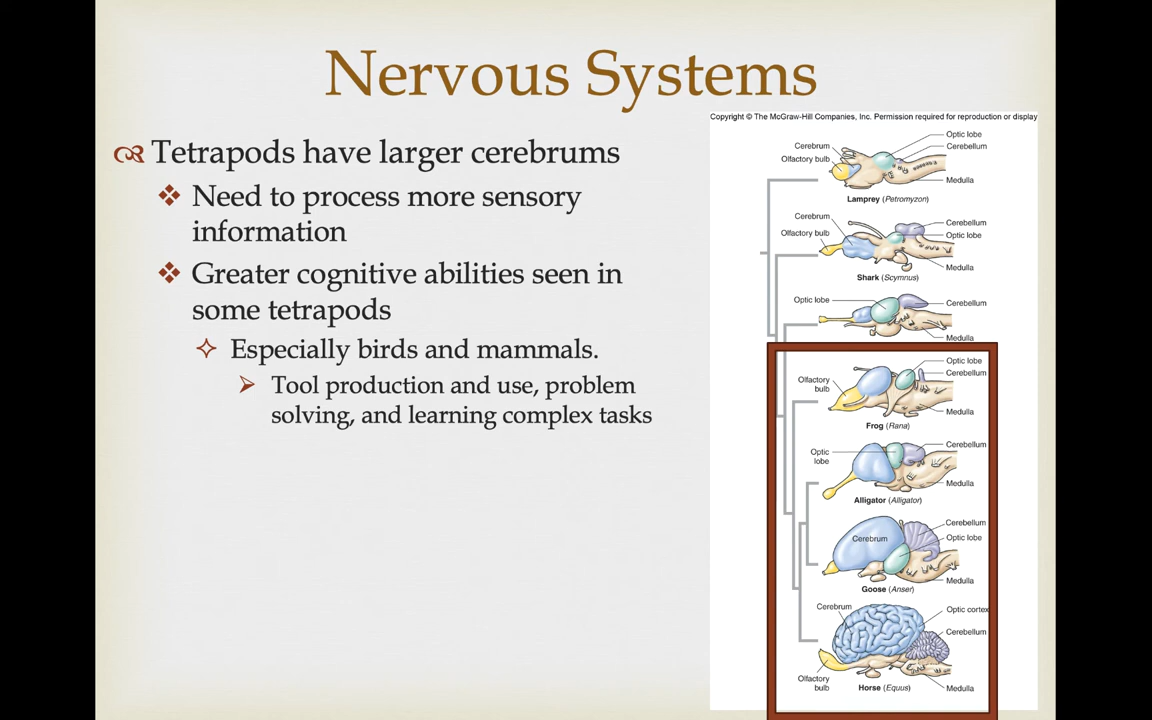 Nervous Systems
Tetrapods have larger cerebrums
Need to process more sensory
information
Greater cognitive abilities seen in
some tetrapods
Especially birds and mammals.
Tool production and use, problem
solving, and learning complex tasks
Copyright © The McGraw-Hill Companies, Inc. Permission required for reproduction or display
Optic lobe
Cerebrum
Cerebellum
Olfactory bulb
Medulla
Lamprey (Petromyzon)
Cerebrum
Cerebellum
Olfactory bulb
Optic lobe
Medulla
Shark (Scymnus)
Optic lobe
Cerebellum
Medulla
Optic lobe
Cerebellum
Olfactory
bulb
Medulla
Frog (Rana)
Cerebellum
Optic
lobe
Medulla
Alligator (Alligator)
Cerebellum
Cerebrum
Optic lobe
Medulla
Goose (Anser)
Cerebrum
Optic cortex
Cerebellum
Olfactory
bulb
Medulla
Horse (Equus)